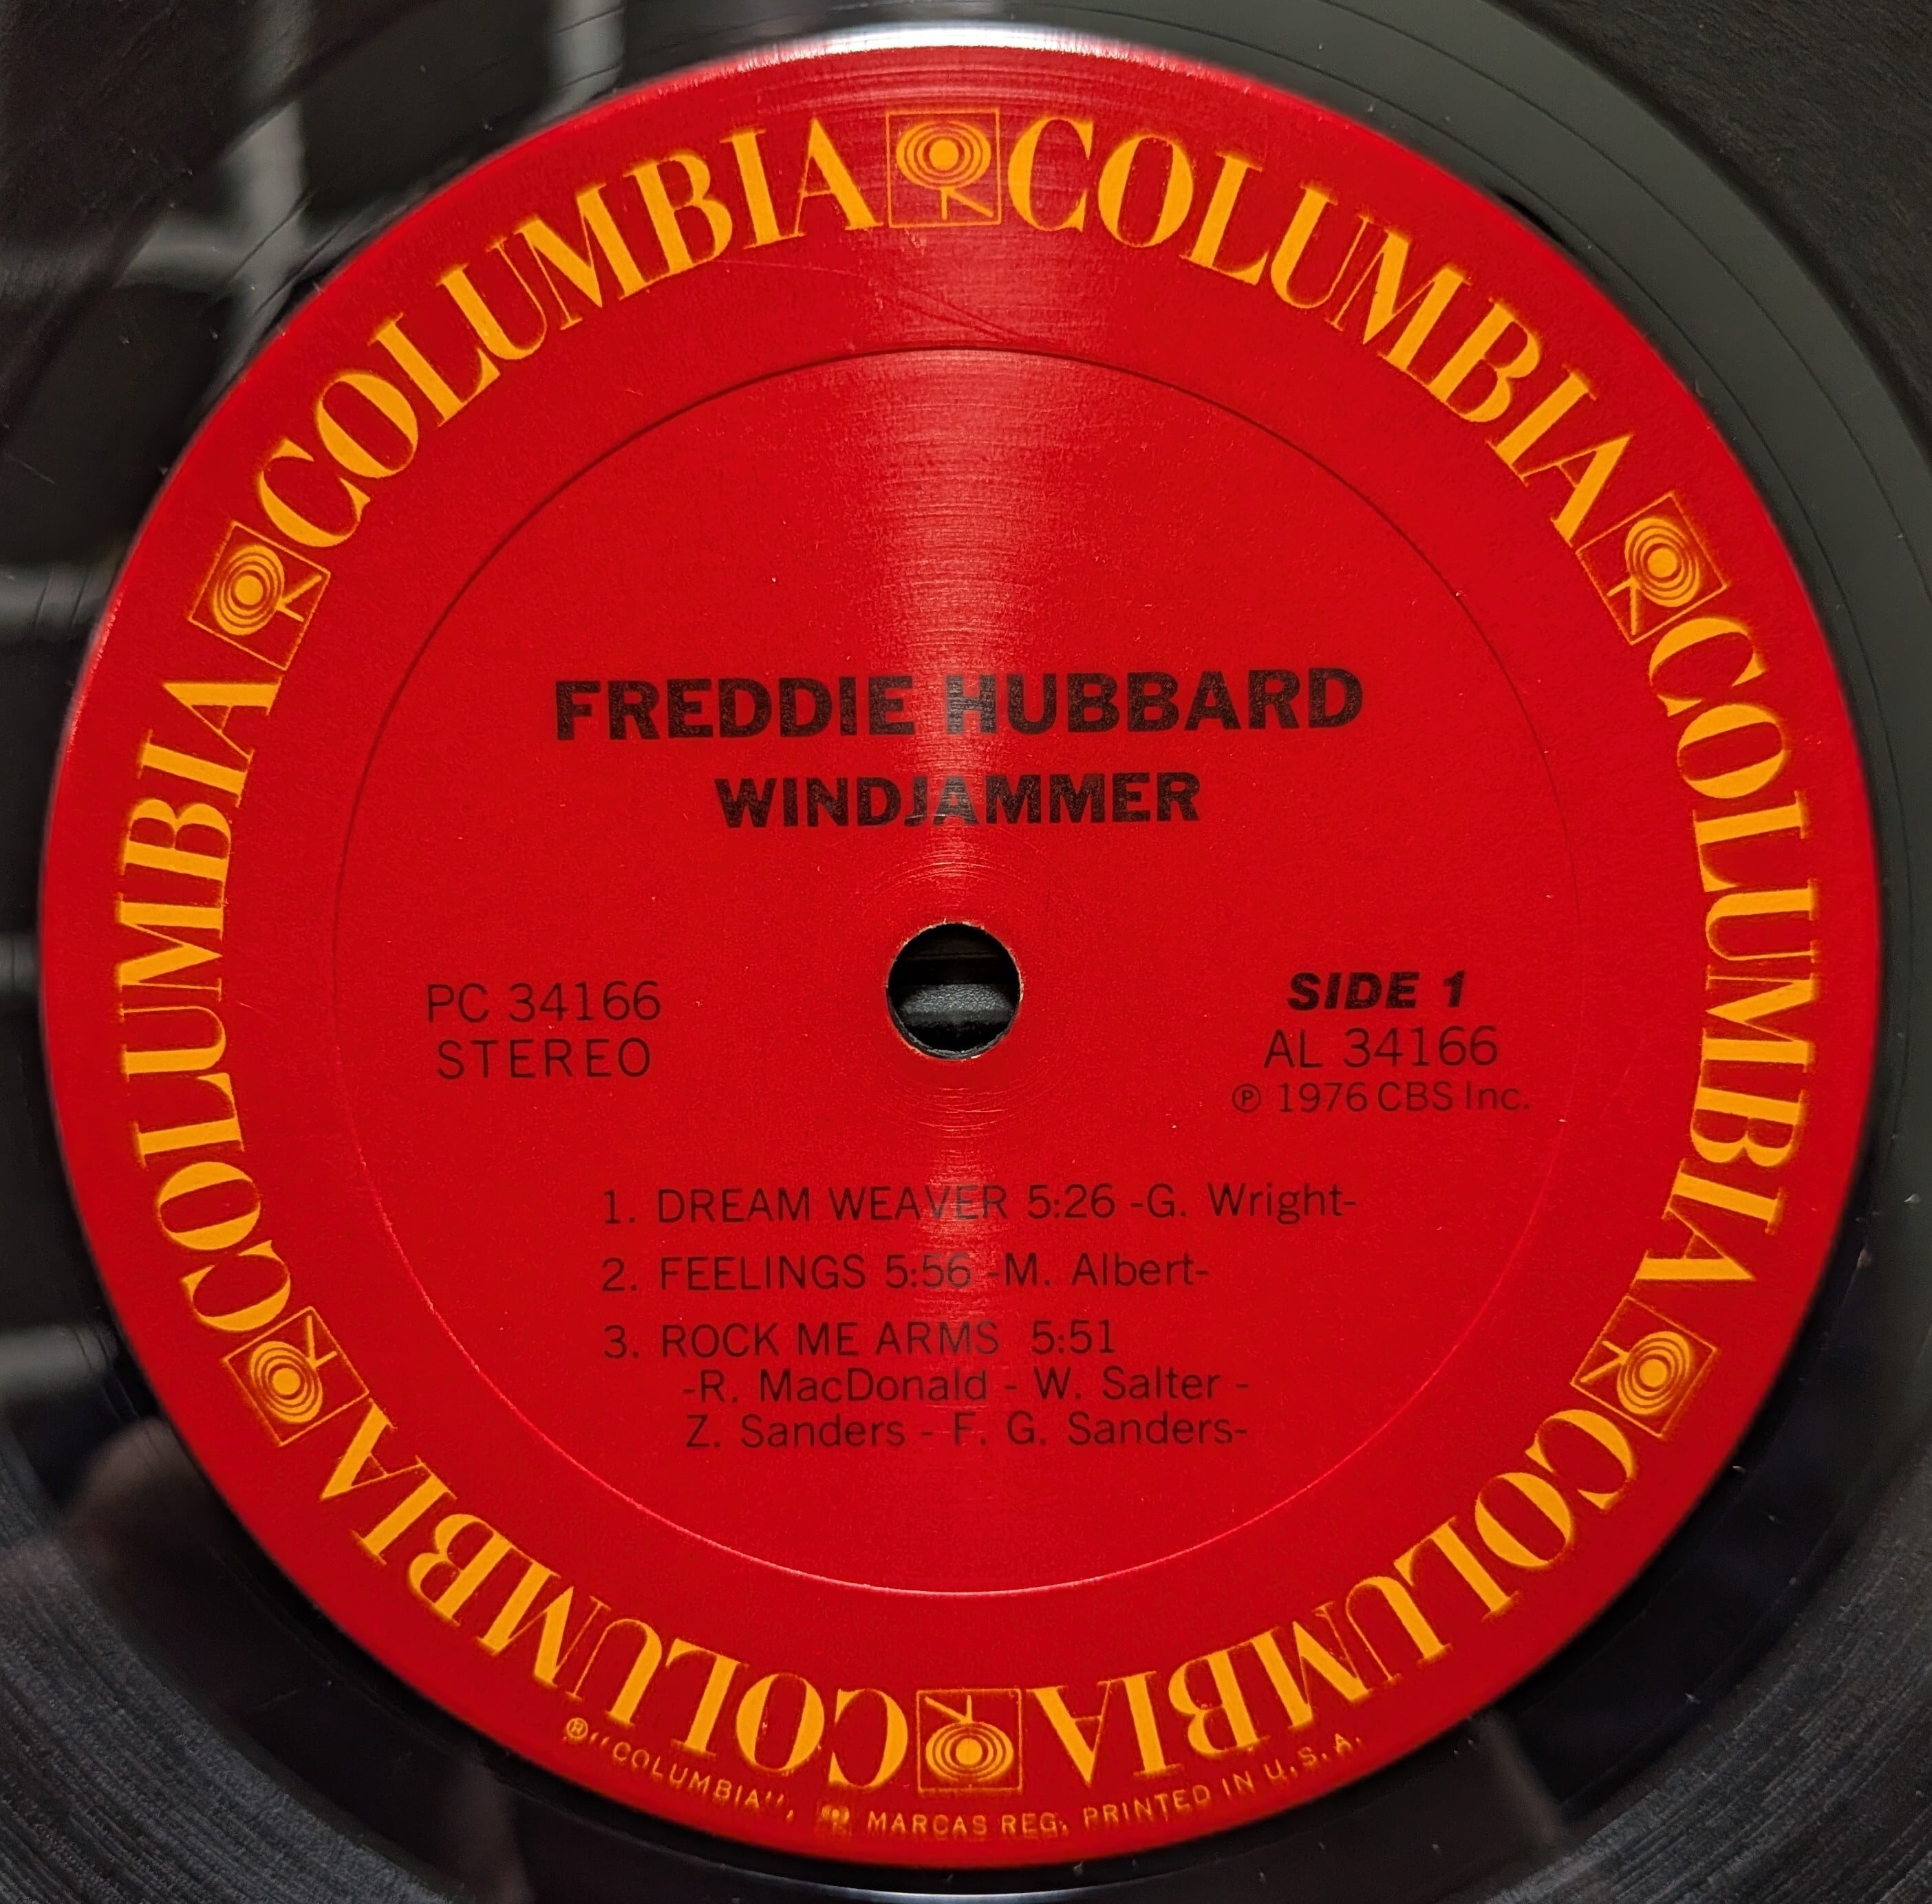 COLUMBIA COLUMBIA COLUMBIA COLUMBIA COLUMBIA COLUMBIA
FREDDIE HUBBARD
WINDJAMMER
PC 34166
STEREO
SIDE 1
AL 34166
℗ 1976 CBS Inc.
1. DREAM WEAVER 5:26 -G. Wright-
2. FEELINGS 5:56 -M. Albert-
3. ROCK ME ARMS 5:51
-R. MacDonald - W. Salter -
Z. Sanders - F. G. Sanders-
®"COLUMBIA", MARCAS REG. PRINTED IN U.S.A.